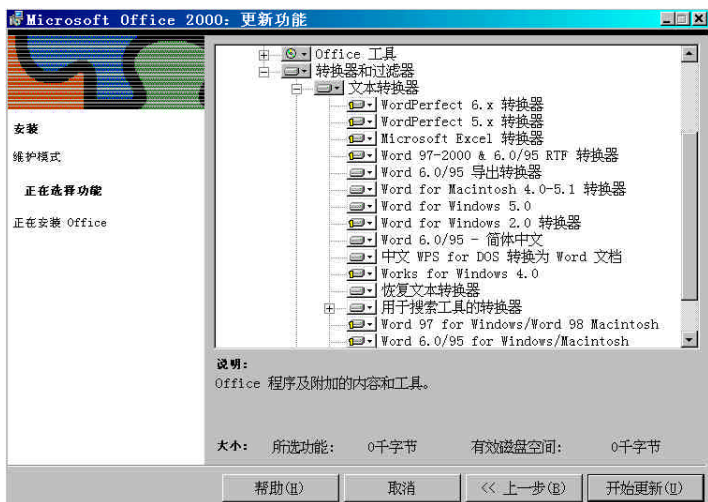 Microsoft Office 2000: 更新功能
安装
维护模式
正在选择功能
正在安装 Office
Office 工具
转换器和过滤器
文本转换器
WordPerfect 6.x 转换器
WordPerfect 5.x 转换器
Microsoft Excel 转换器
Word 97-2000 & 6.0/95 RTF 转换器
Word 6.0/95 导出转换器
Word for Macintosh 4.0-5.1 转换器
Word for Windows 5.0
Word for Windows 2.0 转换器
Word 6.0/95 - 简体中文
中文 WPS for DOS 转换为 Word 文档
Works for Windows 4.0
恢复文本转换器
用于搜索工具的转换器
Word 97 for Windows/Word 98 Macintosh
Word 6.0/95 for Windows/Macintosh
说明:
Office 程序及附加的内容和工具。
大小: 所选功能: 0千字节 有效磁盘空间: 0千字节
帮助(H) 取消 << 上一步(B) 开始更新(U)